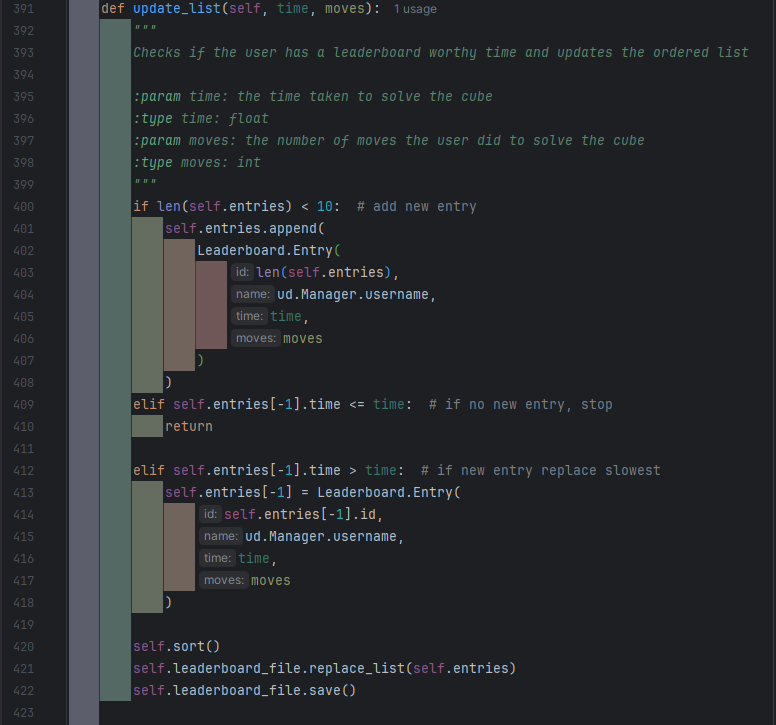 391 def update_list(self, time, moves): 1 usage
392 """
393 Checks if the user has a leaderboard worthy time and updates the ordered list
394
395 :param time: the time taken to solve the cube
396 :type time: float
397 :param moves: the number of moves the user did to solve the cube
398 :type moves: int
399 """
400 if len(self.entries) < 10: # add new entry
401 self.entries.append(
402 Leaderboard.Entry(
403 id: len(self.entries),
404 name: ud.Manager.username,
405 time: time,
406 moves: moves
407 )
408 )
409 elif self.entries[-1].time <= time: # if no new entry, stop
410 return
411
412 elif self.entries[-1].time > time: # if new entry replace slowest
413 self.entries[-1] = Leaderboard.Entry(
414 id: self.entries[-1].id,
415 name: ud.Manager.username,
416 time: time,
417 moves: moves
418 )
419
420 self.sort()
421 self.leaderboard_file.replace_list(self.entries)
422 self.leaderboard_file.save()
423